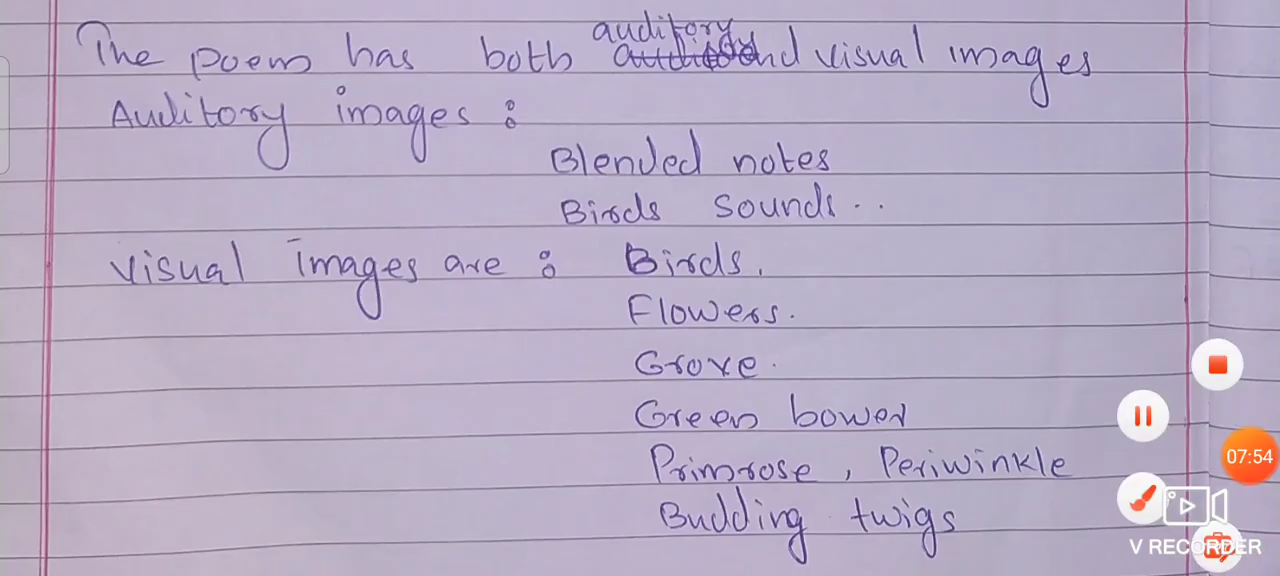 The poem has both auditory and visual images
Auditory images :
Blended notes
Birds sounds..
Visual images are : Birds.
Flowers.
Grove.
Green bower
Primrose, Periwinkle
Budding twigs
07:54
V RECORDER